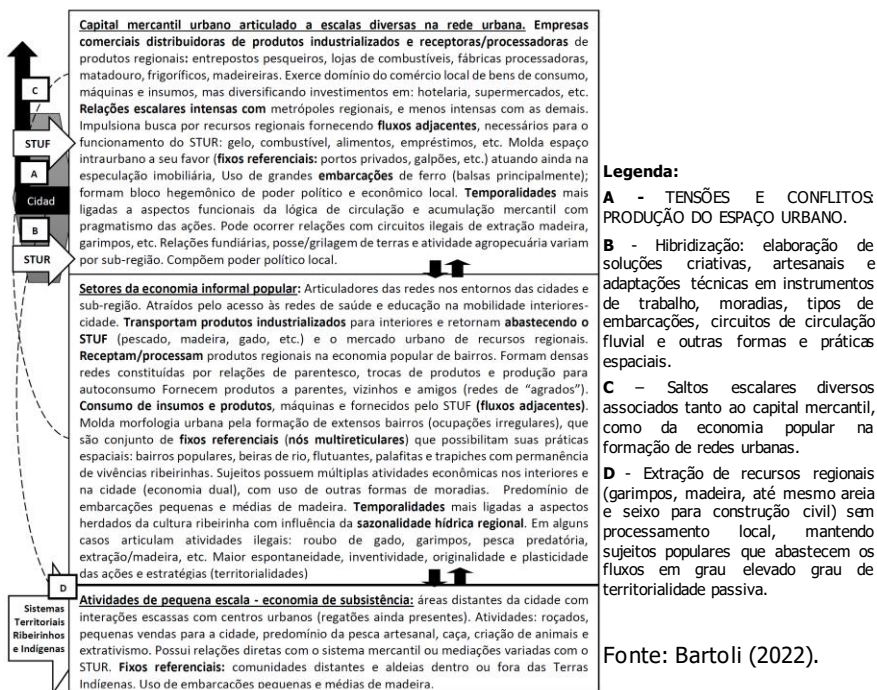 Capital mercantil urbano articulado a escalas diversas na rede urbana. Empresas
comerciais distribuidoras de produtos industrializados e receptoras/processadoras de
produtos regionais: entrepostos pesqueiros, lojas de combustíveis, fábricas processadoras,
matadouro, frigoríficos, madeireiras. Exerce domínio do comércio local de bens de consumo,
máquinas e insumos, mas diversificando investimentos em: hotelaria, supermercados, etc.
Relações escalares intensas com metrópoles regionais, e menos intensas com as demais.
Impulsiona busca por recursos regionais fornecendo fluxos adjacentes, necessários para o
funcionamento do STUR: gelo, combustível, alimentos, empréstimos, etc. Molda espaço
intraurbano a seu favor (fixos referenciais: portos privados, galpões, etc.) atuando ainda na
especulação imobiliária, Uso de grandes embarcações de ferro (balsas principalmente);
formam bloco hegemônico de poder político e econômico local. Temporalidades mais
ligadas a aspectos funcionais da lógica de circulação e acumulação mercantil com
pragmatismo das ações. Pode ocorrer relações com circuitos ilegais de extração madeira,
garimpos, etc. Relações fundiárias, posse/grilagem de terras e atividade agropecuária variam
por sub-região. Compõem poder político local.
Setores da economia informal popular: Articuladores das redes nos entornos das cidades e
sub-região. Atraídos pelo acesso às redes de saúde e educação na mobilidade interiores-
cidade. Transportam produtos industrializados para interiores e retornam abastecendo o
STUF (pescado, madeira, gado, etc.) e o mercado urbano de recursos regionais.
Receptam/processam produtos regionais na economia popular de bairros. Formam densas
redes constituídas por relações de parentesco, trocas de produtos e produção para
autoconsumo Fornecem produtos a parentes, vizinhos e amigos (redes de “agrados”).
Consumo de insumos e produtos, máquinas e fornecidos pelo STUF (fluxos adjacentes).
Molda morfologia urbana pela formação de extensos bairros (ocupações irregulares), que
são conjunto de fixos referenciais (nós multireticulares) que possibilitam suas práticas
espaciais: bairros populares, beiras de rio, flutuantes, palafitas e trapiches com permanência
de vivências ribeirinhas. Sujeitos possuem múltiplas atividades econômicas nos interiores e
na cidade (economia dual), com uso de outras formas de moradias. Predomínio de
embarcações pequenas e médias de madeira. Temporalidades mais ligadas a aspectos
herdados da cultura ribeirinha com influência da sazonalidade hídrica regional. Em alguns
casos articulam atividades ilegais: roubo de gado, garimpos, pesca predatória,
extração/madeira, etc. Maior espontaneidade, inventividade, originalidade e plasticidade
das ações e estratégias (territorialidades)
Atividades de pequena escala - economia de subsistência: áreas distantes da cidade com
interações escassas com centros urbanos (regatões ainda presentes). Atividades: roçados,
pequenas vendas para a cidade, predomínio da pesca artesanal, caça, criação de animais e
extrativismo. Possui relações diretas com o sistema mercantil ou mediações variadas com o
STUR. Fixos referenciais: comunidades distantes e aldeias dentro ou fora das Terras
Indígenas. Uso de embarcações pequenas e médias de madeira.
C
STUF
A
Cidad
B
STUR
D
Sistemas
Territoriais
Ribeirinhos
e Indígenas
Legenda:
A - TENSÕES E CONFLITOS:
PRODUÇÃO DO ESPAÇO URBANO.
B - Hibridização: elaboração de
soluções criativas, artesanais e
adaptações técnicas em instrumentos
de trabalho, moradias, tipos de
embarcações, circuitos de circulação
fluvial e outras formas e práticas
espaciais.
C – Saltos escalares diversos
associados tanto ao capital mercantil,
como da economia popular na
formação de redes urbanas.
D - Extração de recursos regionais
(garimpos, madeira, até mesmo areia
e seixo para construção civil) sem
processamento local, mantendo
sujeitos populares que abastecem os
fluxos em grau elevado grau de
territorialidade passiva.
Fonte: Bartoli (2022).